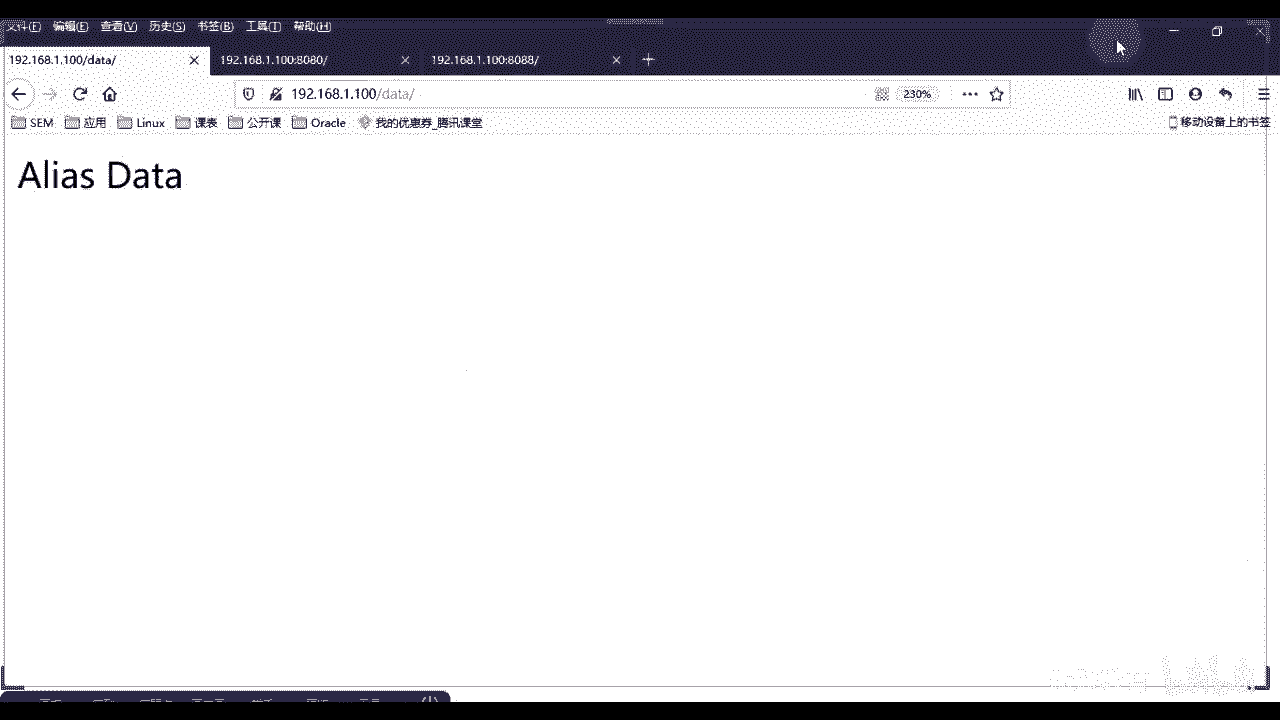 文件(F) 编辑(E) 查看(V) 历史(S) 书签(B) 工具(T) 帮助(H)
192.168.1.100/data/ 192.168.1.100:8080/ 192.168.1.100:8088/
192.168.1.100/data/ 230%
SEM 应用 Linux 课表 公开课 Oracle 我的优惠券_腾讯课堂 移动设备上的书签
Alias Data